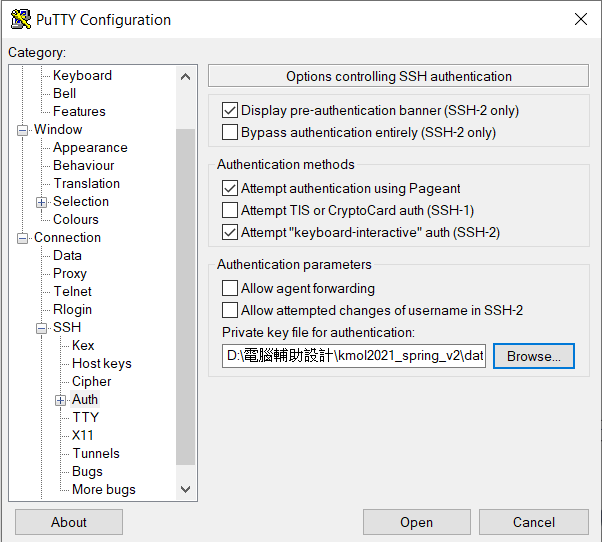 PuTTY Configuration
Category:
Keyboard
Bell
Features
Window
Appearance
Behaviour
Translation
Selection
Colours
Connection
Data
Proxy
Telnet
Rlogin
SSH
Kex
Host keys
Cipher
Auth
TTY
X11
Tunnels
Bugs
More bugs
Options controlling SSH authentication
Display pre-authentication banner (SSH-2 only)
Bypass authentication entirely (SSH-2 only)
Authentication methods
Attempt authentication using Pageant
Attempt TIS or CryptoCard auth (SSH-1)
Attempt "keyboard-interactive" auth (SSH-2)
Authentication parameters
Allow agent forwarding
Allow attempted changes of username in SSH-2
Private key file for authentication:
D:\電腦輔助設計\kmol2021_spring_v2\dat
Browse...
About
Open
Cancel